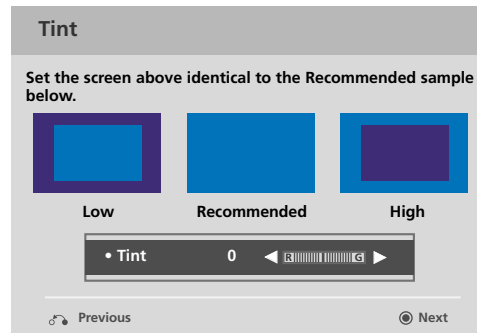 Tint
Set the screen above identical to the Recommended sample
below.
Low Recommended High
• Tint 0 ◀ R G ▶
Previous ◉ Next